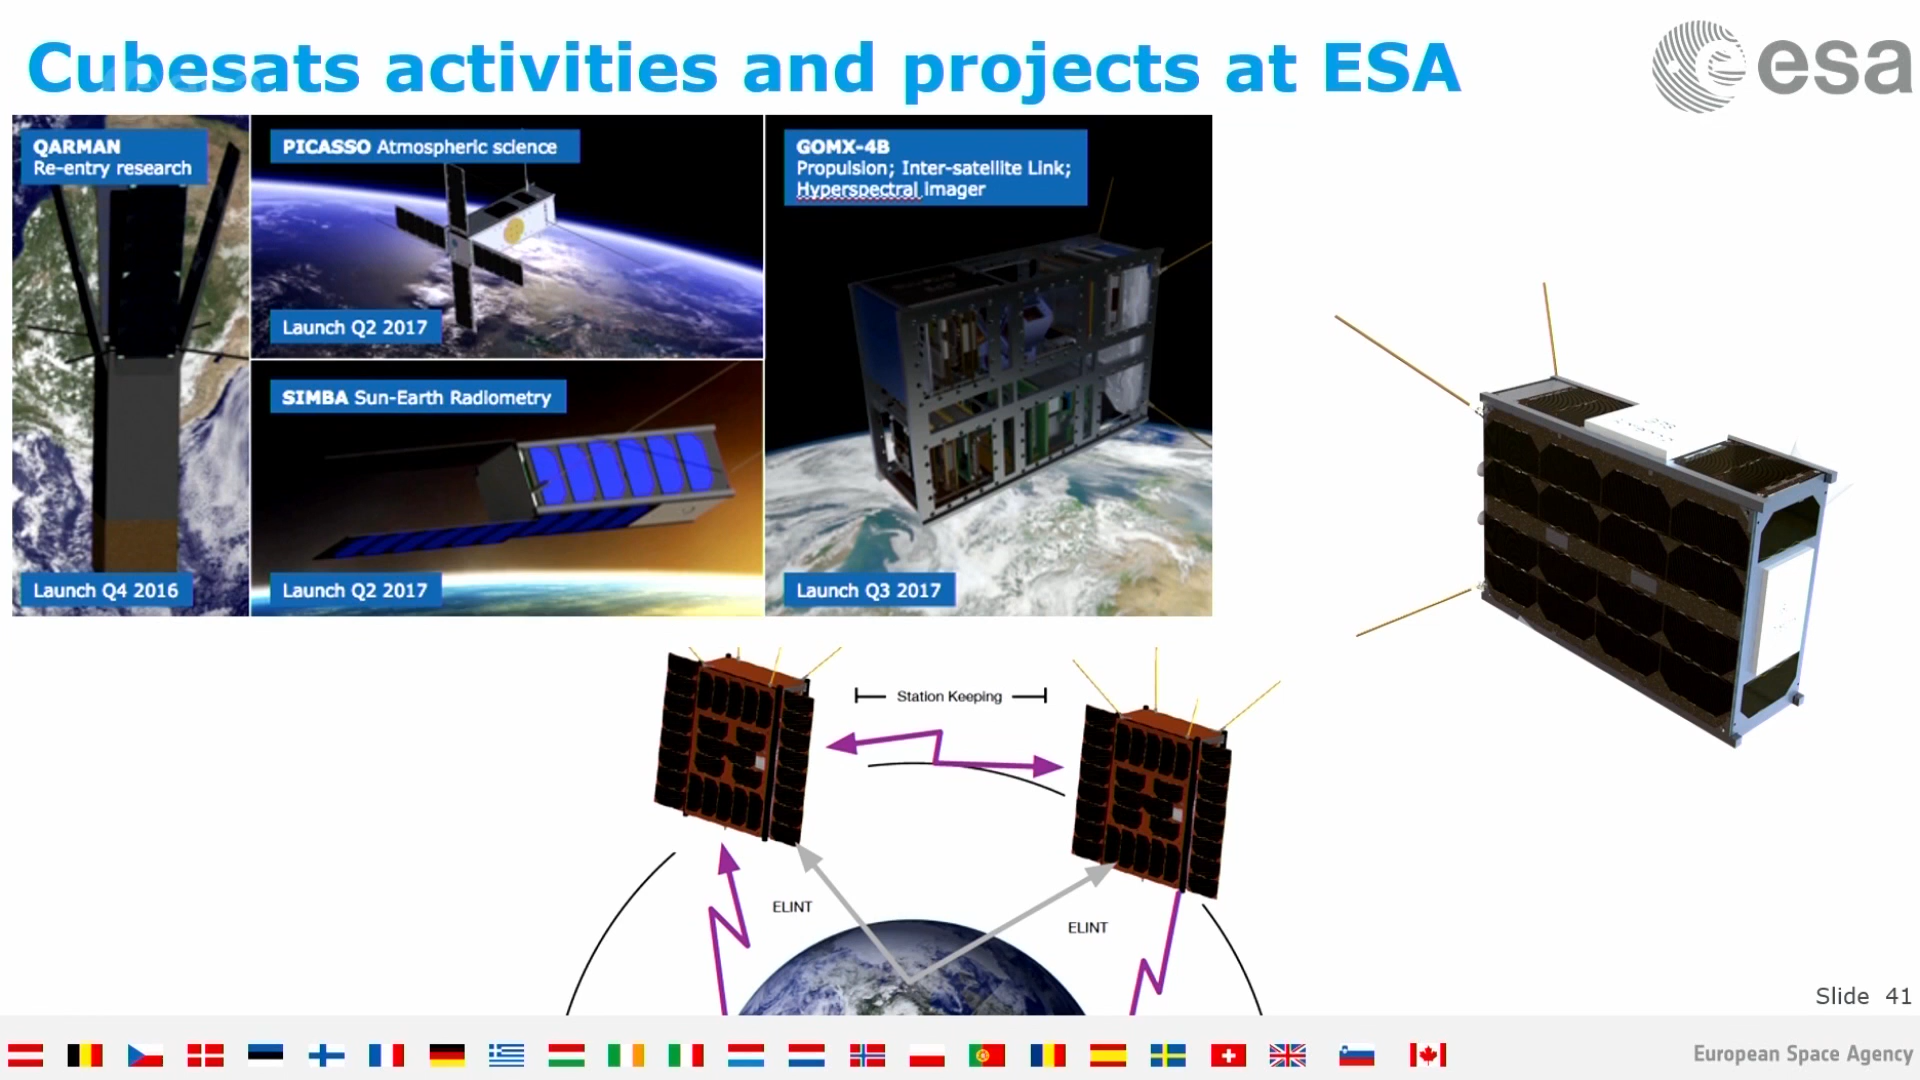 Cubesats activities and projects at ESA
esa
QARMAN
Re-entry research
PICASSO Atmospheric science
GOMX-4B
Propulsion; Inter-satellite Link;
Hyperspectral Imager
Launch Q2 2017
SIMBA Sun-Earth Radiometry
Launch Q4 2016
Launch Q2 2017
Launch Q3 2017
Station Keeping
ELINT
ELINT
Slide 41
European Space Agency